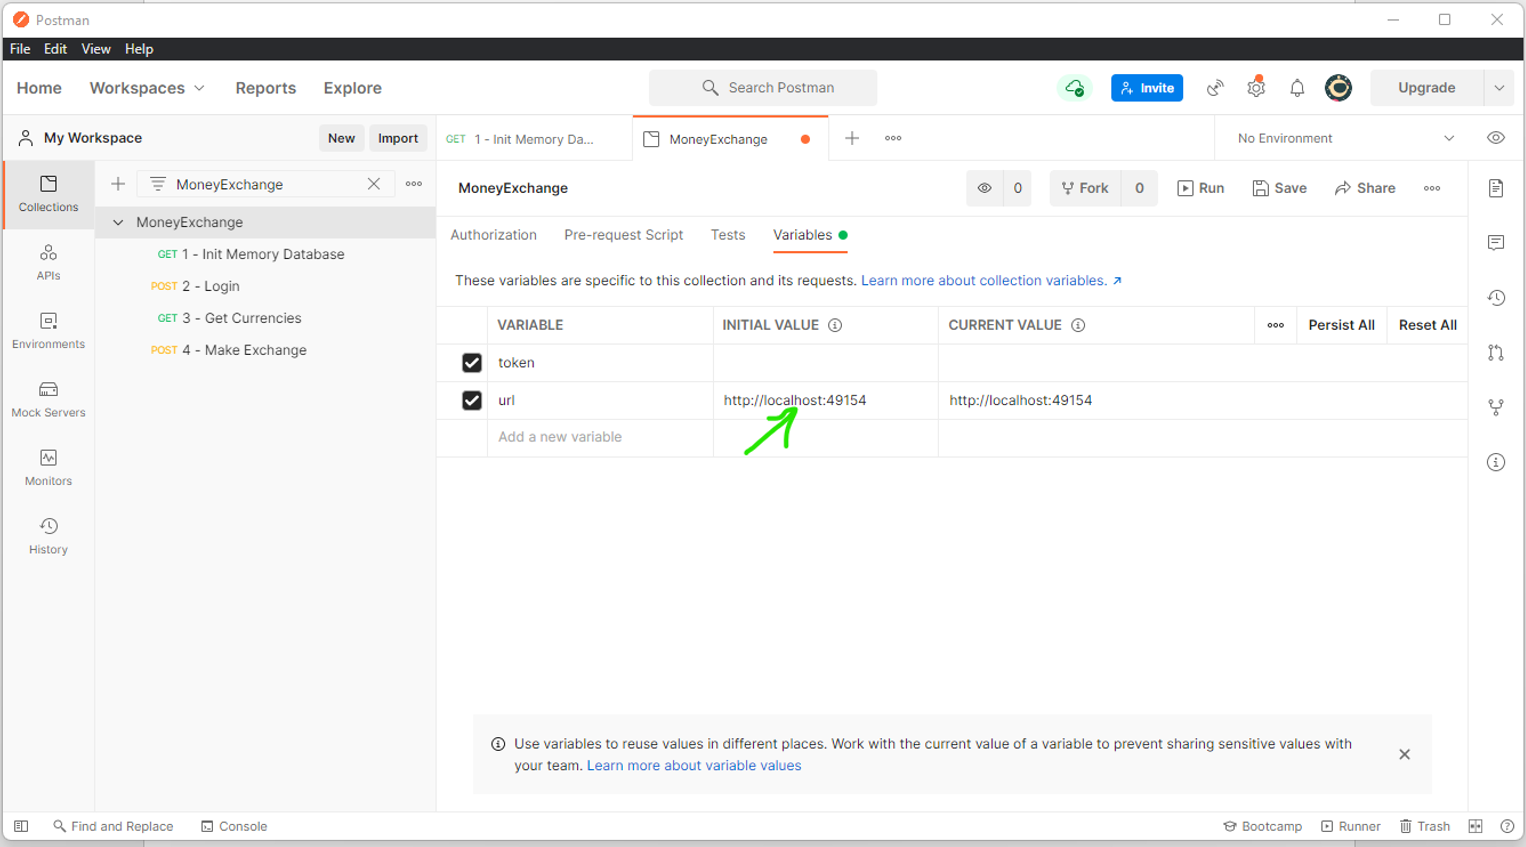 Postman
File Edit View Help
Home Workspaces Reports Explore Search Postman Invite Upgrade
My Workspace New Import GET 1 - Init Memory Da... MoneyExchange No Environment
MoneyExchange
MoneyExchange 0 Fork 0 Run Save Share
Collections
APIs
Environments
Mock Servers
Monitors
History
MoneyExchange
GET 1 - Init Memory Database
POST 2 - Login
GET 3 - Get Currencies
POST 4 - Make Exchange
Authorization Pre-request Script Tests Variables
These variables are specific to this collection and its requests. Learn more about collection variables. ↗
VARIABLE INITIAL VALUE CURRENT VALUE Persist All Reset All
token
url http://localhost:49154 http://localhost:49154
Add a new variable
Use variables to reuse values in different places. Work with the current value of a variable to prevent sharing sensitive values with
your team. Learn more about variable values
Find and Replace Console Bootcamp Runner Trash